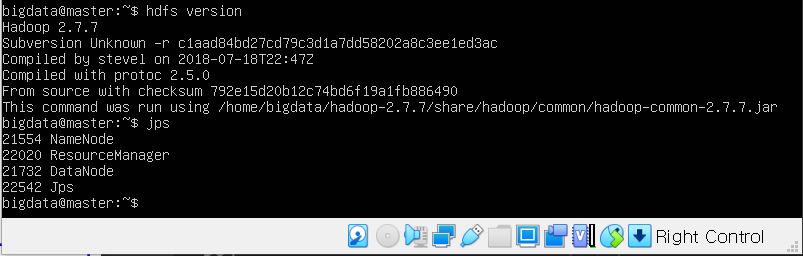 bigdata@master:~$ hdfs version
Hadoop 2.7.7
Subversion Unknown -r c1aad84bd27cd79c3d1a7dd58202a8c3ee1ed3ac
Compiled by stevel on 2018-07-18T22:47Z
Compiled with protoc 2.5.0
From source with checksum 792e15d20b12c74bd6f19a1fb886490
This command was run using /home/bigdata/hadoop-2.7.7/share/hadoop/common/hadoop-common-2.7.7.jar
bigdata@master:~$ jps
21554 NameNode
22020 ResourceManager
21732 DataNode
22542 Jps
bigdata@master:~$
Right Control